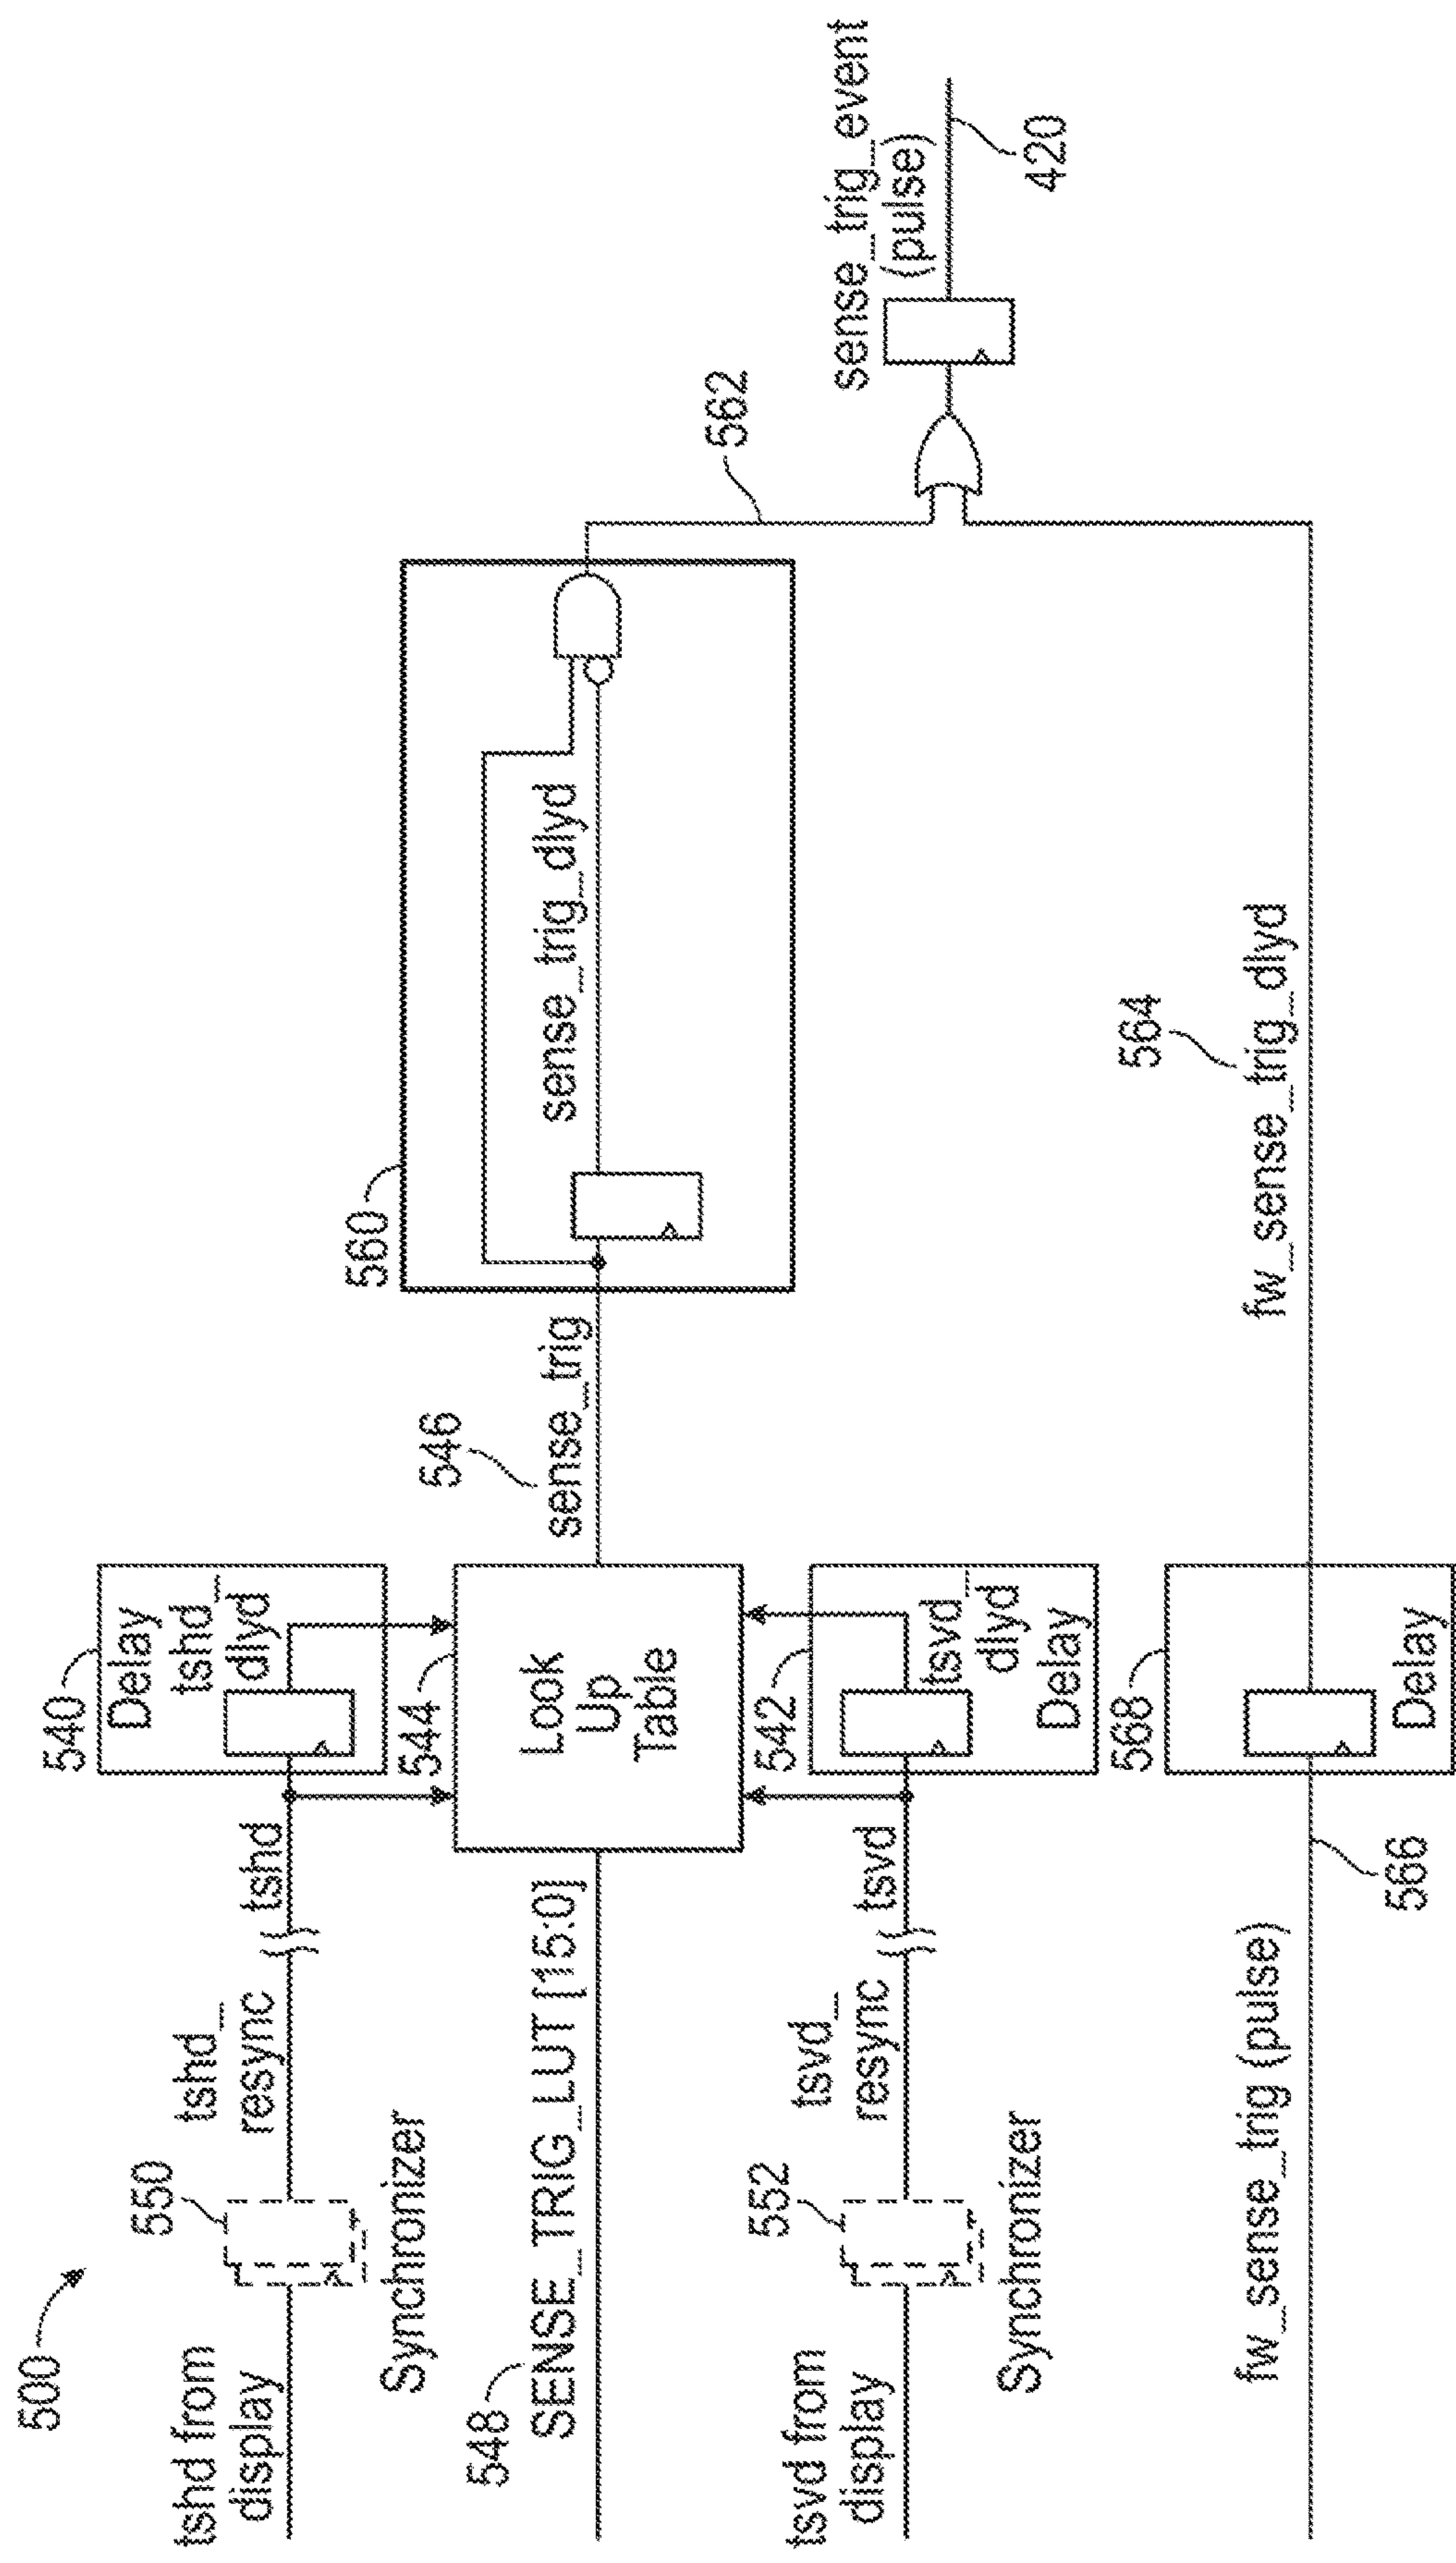 500
tshd from
display
550
Synchronizer
tshd_
resync
tshd
540
Delay
tshd_
dlyd
548
SENSE_TRIG_LUT [15:0]
544
Look
Up
Table
546
sense_trig
560
sense_trig_dlyd
562
sense_trig_event
(pulse)
420
tsvd from
display
552
Synchronizer
tsvd_
resync
tsvd
542
tsvd_
dlyd
Delay
fw_sense_trig (pulse)
566
568
Delay
564
fw_sense_trig_dlyd